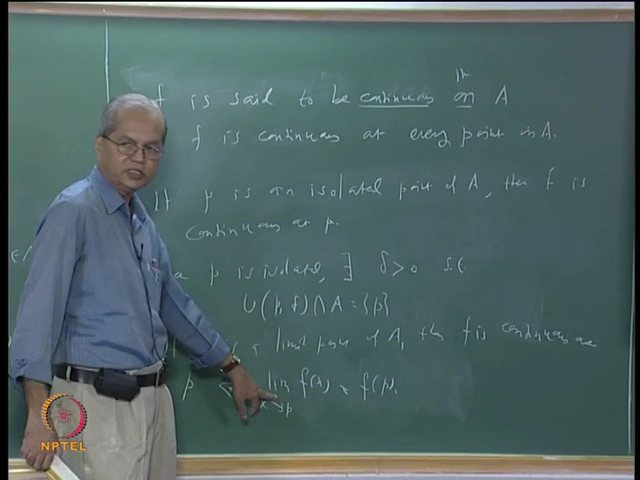 iff
f is said to be continuous on A
f is continuous at every point in A.
If p is an isolated point of A, then f is
continuous at p.
p is isolated, ∃ δ>0 s.t.
U(p, δ) ∩ A = {p}
limit point of A, then f is continuous at
p lim f(x) = f(p).
x→p
NPTEL